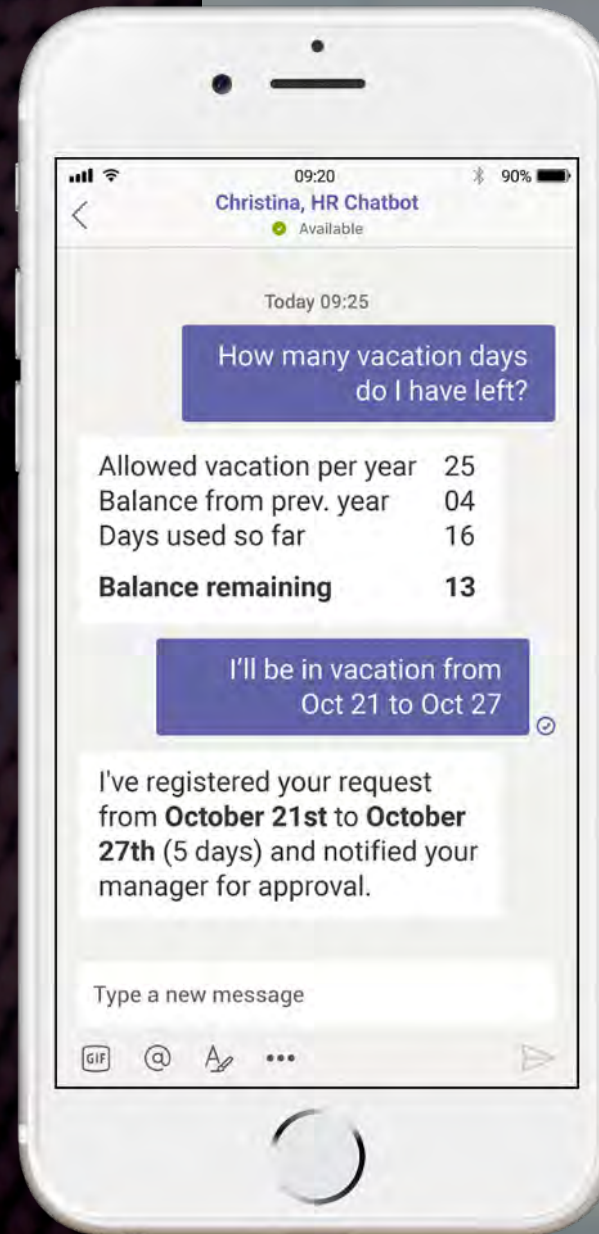 09:20
90%
Christina, HR Chatbot
Available
Today 09:25
How many vacation days
do I have left?
Allowed vacation per year 25
Balance from prev. year 04
Days used so far 16
Balance remaining 13
I'll be in vacation from
Oct 21 to Oct 27
I've registered your request
from October 21st to October
27th (5 days) and notified your
manager for approval.
Type a new message
GIF